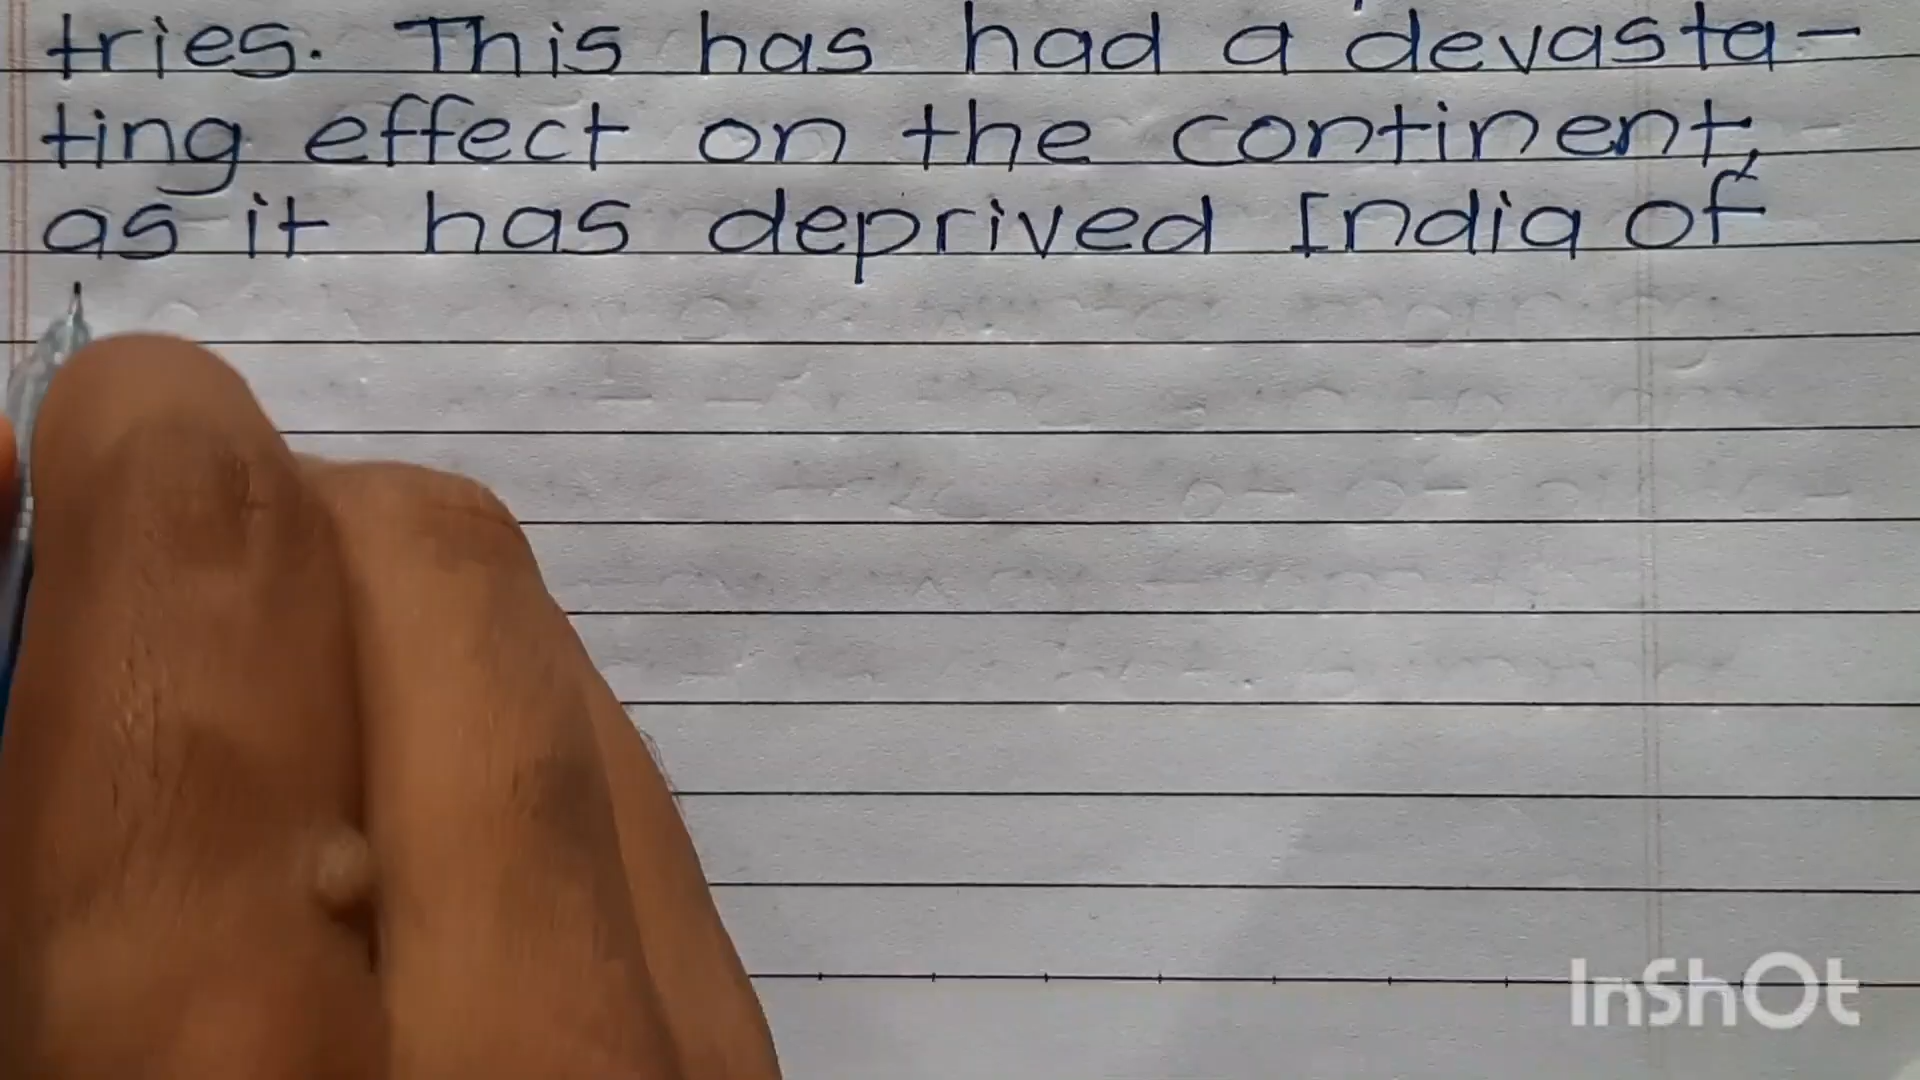 tries. This has had a devasta-
ting effect on the continent,
as it has deprived India of
InShOt